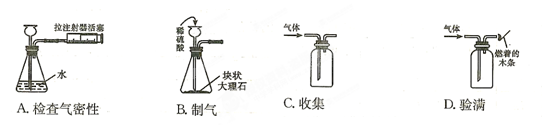 拉注射器活塞
水
A. 检查气密性
稀硫酸
块状
大理石
B. 制气
气体
C. 收集
气体
燃着的
木条
D. 验满